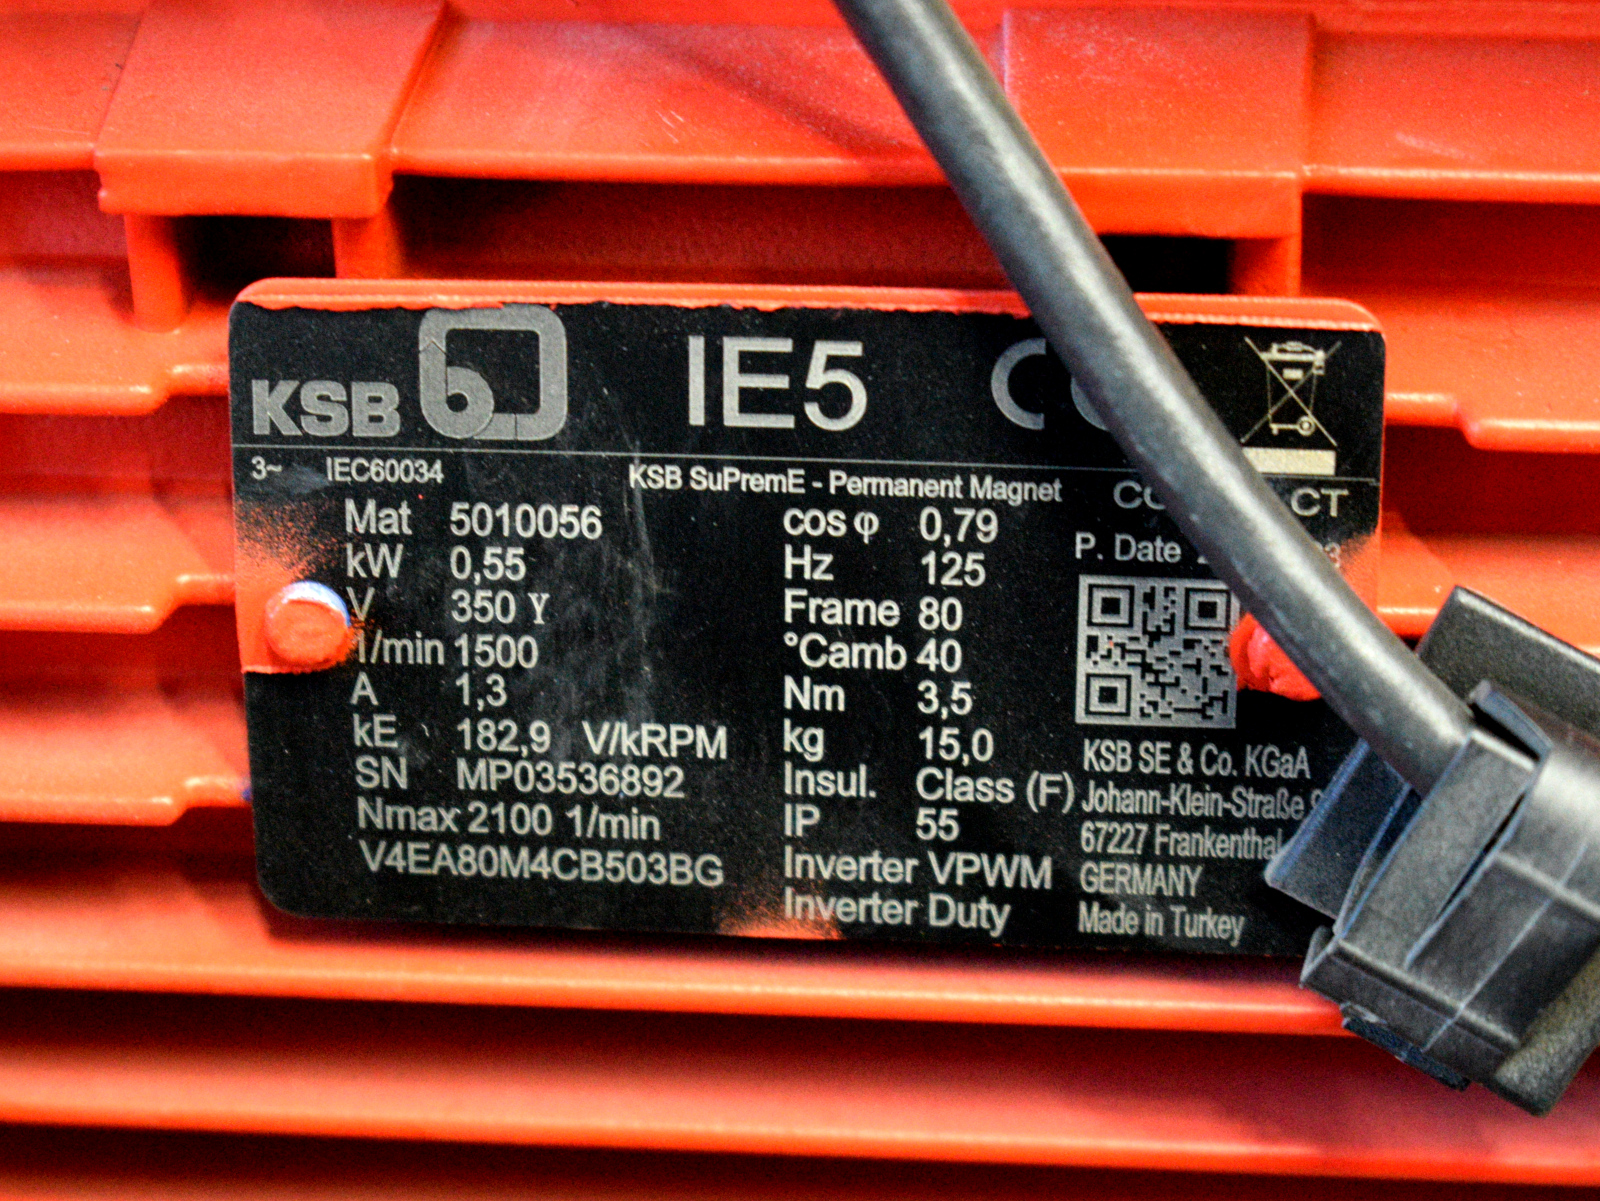 KSB IE5
3~ IEC60034 KSB SuPremE - Permanent Magnet
Mat 5010056
kW 0,55
V 350 Y
1/min 1500
A 1,3
kE 182,9 V/kRPM
SN MP03536892
Nmax 2100 1/min
V4EA80M4CB503BG
cos φ 0,79
Hz 125
Frame 80
°Camb 40
Nm 3,5
kg 15,0
Insul. Class (F)
IP 55
Inverter VPWM
Inverter Duty
P. Date
KSB SE & Co. KGaA
Johann-Klein-Straße
67227 Frankenthal
GERMANY
Made in Turkey